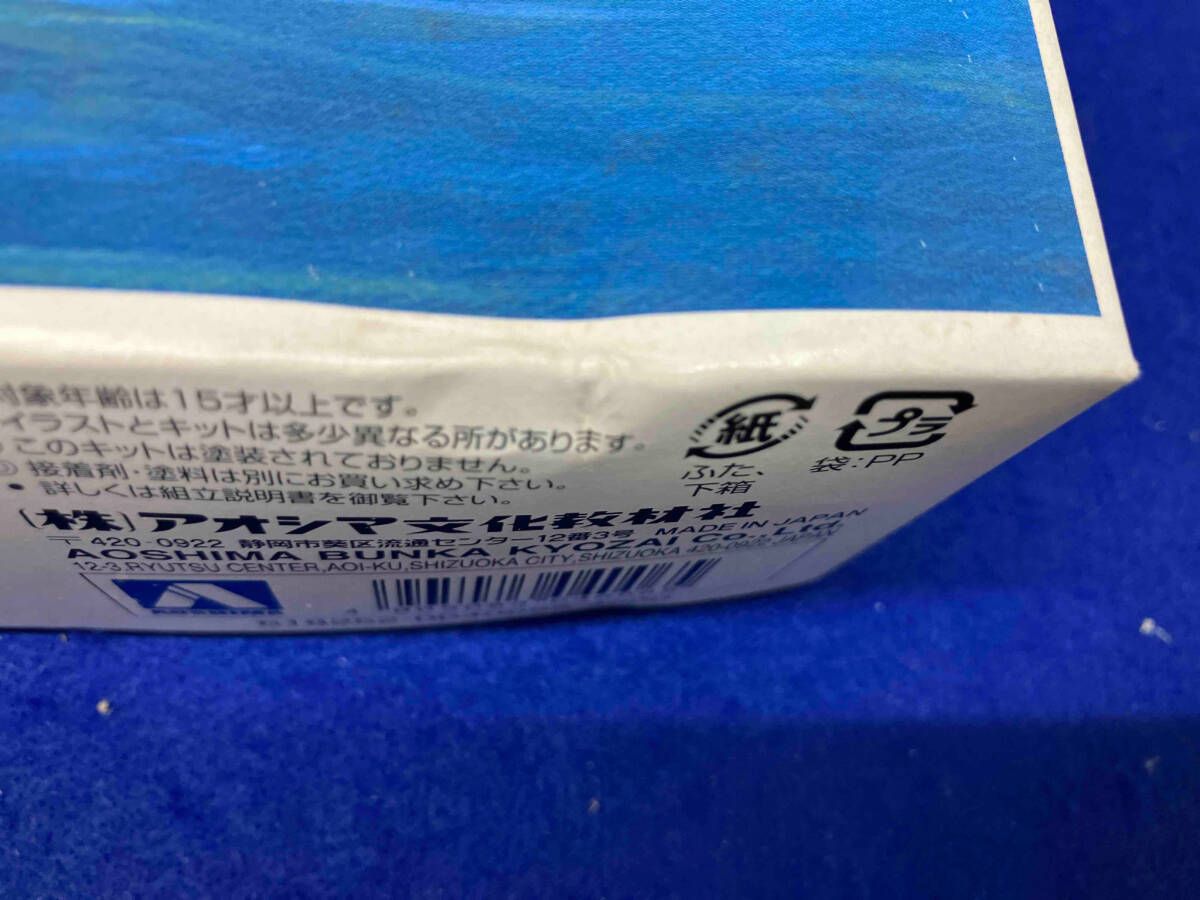 対象年齢は15才以上です。
イラストとキットは多少異なる所があります。
このキットは塗装されておりません。
接着剤・塗料は別にお買い求め下さい。
• 詳しくは組立説明書を御覧下さい。
紙
ふた、
下箱
プラ
袋:PP
(株)アオシマ文化教材社
〒420-0922 静岡市葵区流通センター12番3号 MADE IN JAPAN
AOSHIMA BUNKA KYOZAI Co., Ltd.
12-3,RYUTSU CENTER,AOI-KU,SHIZUOKA CITY,SHIZUOKA 420-0922 JAPAN